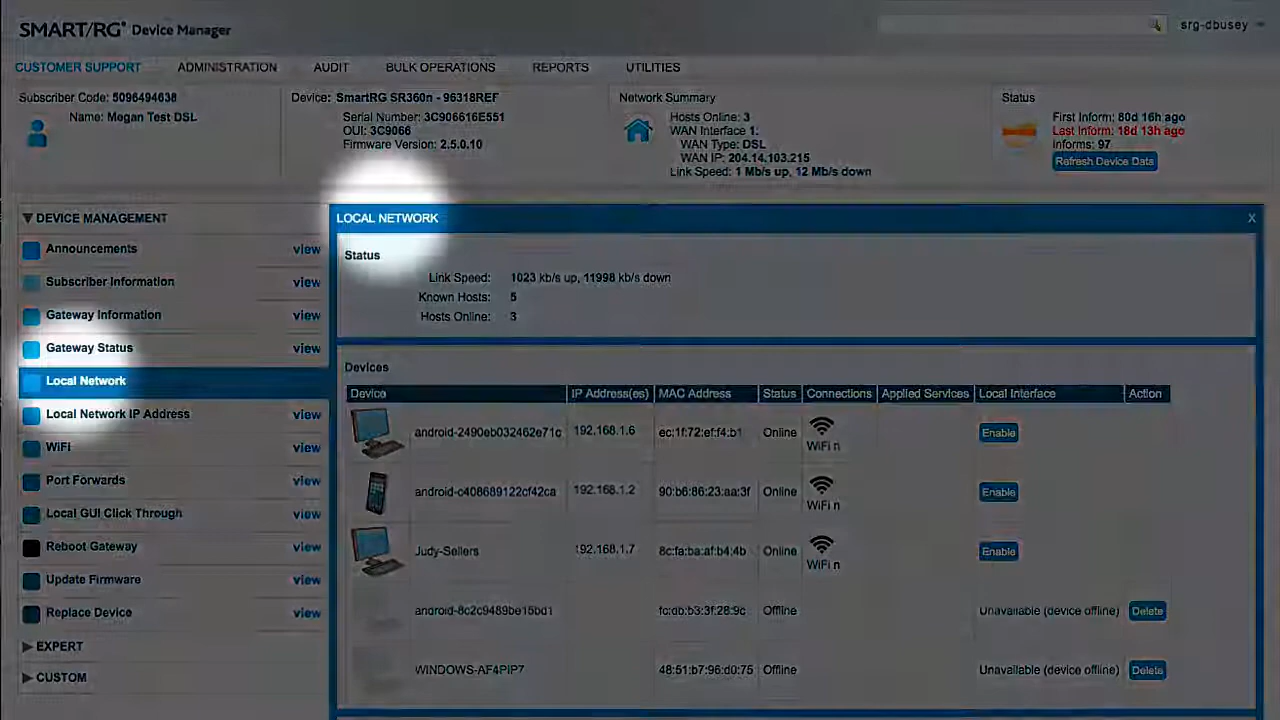 SMART/RG® Device Manager
srg-dbusey
CUSTOMER SUPPORT ADMINISTRATION AUDIT BULK OPERATIONS REPORTS UTILITIES
Subscriber Code: 5096494638
Name: Megan Test DSL
Device: SmartRG SR360n - 96318REF
Serial Number: 3C906616E551
OUI: 3C9066
Firmware Version: 2.5.0.10
Network Summary
Hosts Online: 3
WAN Interface 1:
WAN Type: DSL
WAN IP: 204.14.103.215
Link Speed: 1 Mb/s up, 12 Mb/s down
Status
First Inform: 80d 16h ago
Last Inform: 18d 13h ago
Informs: 97
Refresh Device Data
DEVICE MANAGEMENT
Announcements view
Subscriber Information view
Gateway Information view
Gateway Status view
Local Network
Local Network IP Address view
WiFi view
Port Forwards view
Local GUI Click Through view
Reboot Gateway view
Update Firmware view
Replace Device view
EXPERT
CUSTOM
LOCAL NETWORK X
Status
Link Speed: 1023 kb/s up, 11998 kb/s down
Known Hosts: 5
Hosts Online: 3
Devices
Device IP Address(es) MAC Address Status Connections Applied Services Local Interface Action
android-2490eb032462e71c 192.168.1.6 ec:1f:72:ef:f4:b1 Online WiFi n Enable
android-c408689122cf42ca 192.168.1.2 90:b6:86:23:aa:3f Online WiFi n Enable
Judy-Sellers 192.168.1.7 8c:fa:ba:af:b4:4b Online WiFi n Enable
android-8c2c9489be15bd1 fc:db:b3:3f:28:9c Offline Unavailable (device offline) Delete
WINDOWS-AF4PIP7 48:51:b7:96:d0:75 Offline Unavailable (device offline) Delete